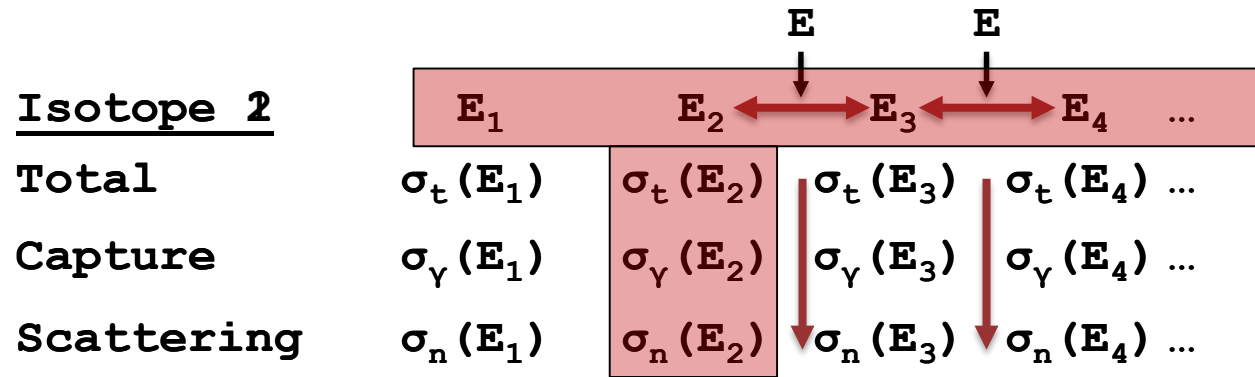 E E
Isotope E₁ E₂ E₃ E₄ …
Total σₜ(E₁) σₜ(E₂) σₜ(E₃) σₜ(E₄) …
Capture σᵧ(E₁) σᵧ(E₂) σᵧ(E₃) σᵧ(E₄) …
Scattering σₙ(E₁) σₙ(E₂) σₙ(E₃) σₙ(E₄) …